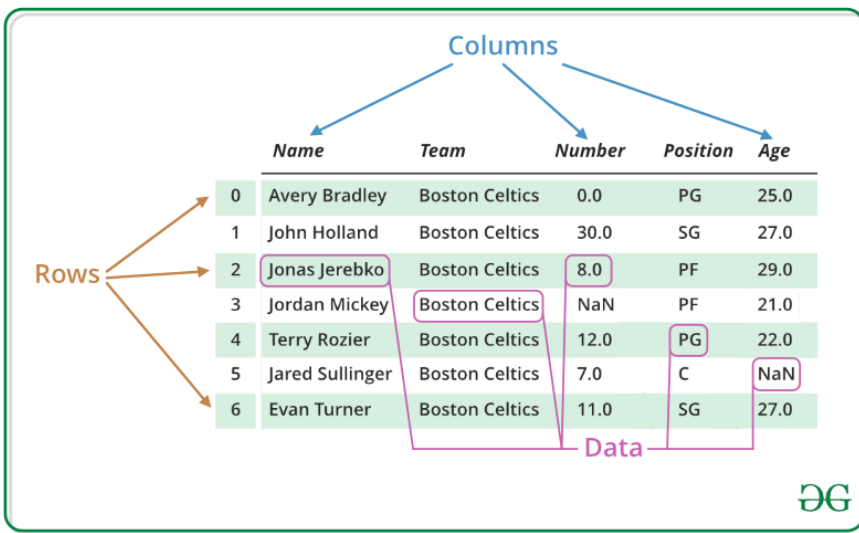 Columns
Name Team Number Position Age
0 Avery Bradley Boston Celtics 0.0 PG 25.0
1 John Holland Boston Celtics 30.0 SG 27.0
Rows
2 Jonas Jerebko Boston Celtics 8.0 PF 29.0
3 Jordan Mickey Boston Celtics NaN PF 21.0
4 Terry Rozier Boston Celtics 12.0 PG 22.0
5 Jared Sullinger Boston Celtics 7.0 C NaN
6 Evan Turner Boston Celtics 11.0 SG 27.0
Data